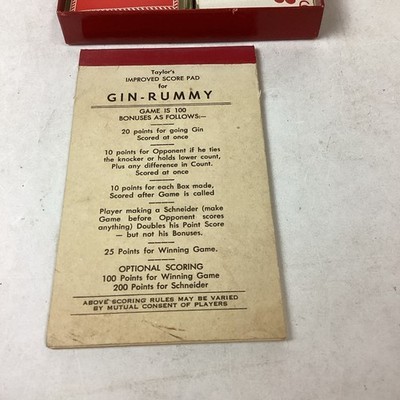 Taylor's
IMPROVED SCORE PAD
for
GIN-RUMMY
GAME IS 100
BONUSES AS FOLLOWS:—
20 points for going Gin
Scored at once
10 points for Opponent if he ties
the knocker or holds lower count,
Plus any difference in Count.
Scored at once
10 points for each Box made,
Scored after Game is called
Player making a Schneider (make
Game before Opponent scores
anything) Doubles his Point Score
— but not his Bonuses.
25 Points for Winning Game.
OPTIONAL SCORING
100 Points for Winning Game
200 Points for Schneider
ABOVE SCORING RULES MAY BE VARIED
BY MUTUAL CONSENT OF PLAYERS